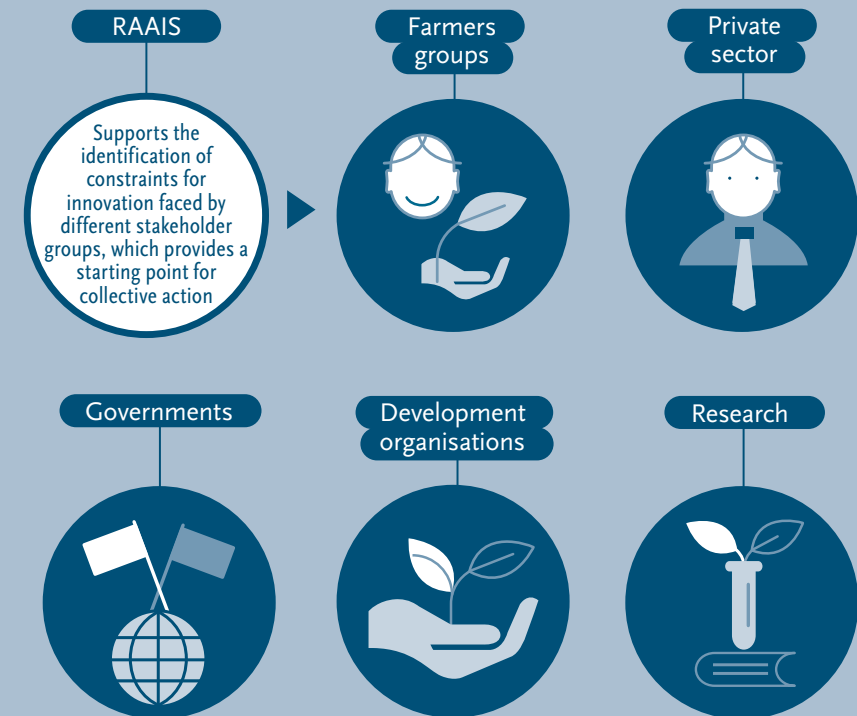 RAAIS
Supports the
identification of
constraints for
innovation faced by
different stakeholder
groups, which provides a
starting point for
collective action
Farmers
groups
Private
sector
Governments
Development
organisations
Research